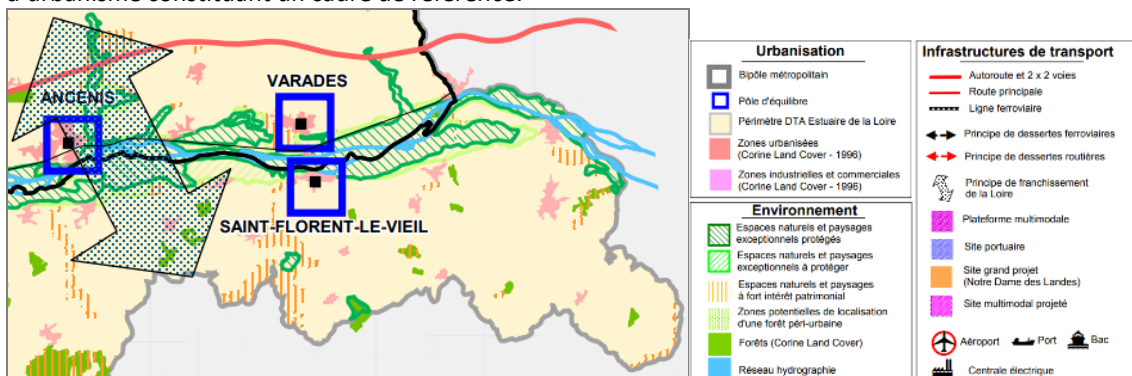 d'urbanisme constituant un cadre de référence.
VARADES
ANCENIS
SAINT-FLORENT-LE-VIEIL
Urbanisation
Bipôle métropolitain
Pôle d'équilibre
Périmètre DTA Estuaire de la Loire
Zones urbanisées
(Corine Land Cover - 1996)
Zones industrielles et commerciales
(Corine Land Cover - 1996)
Environnement
Espaces naturels et paysages
exceptionnels protégés
Espaces naturels et paysages
exceptionnels à protéger
Espaces naturels et paysages
à fort intérêt patrimonial
Zones potentielles de localisation
d'une forêt péri-urbaine
Forêts (Corine Land Cover)
Réseau hydrographie
Infrastructures de transport
Autoroute et 2 x 2 voies
Route principale
Ligne ferroviaire
Principe de dessertes ferroviaires
Principe de dessertes routières
Principe de franchissement
de la Loire
Plateforme multimodale
Site portuaire
Site grand projet
(Notre Dame des Landes)
Site multimodal projeté
Aéroport
Port
Bac
Centrale électrique